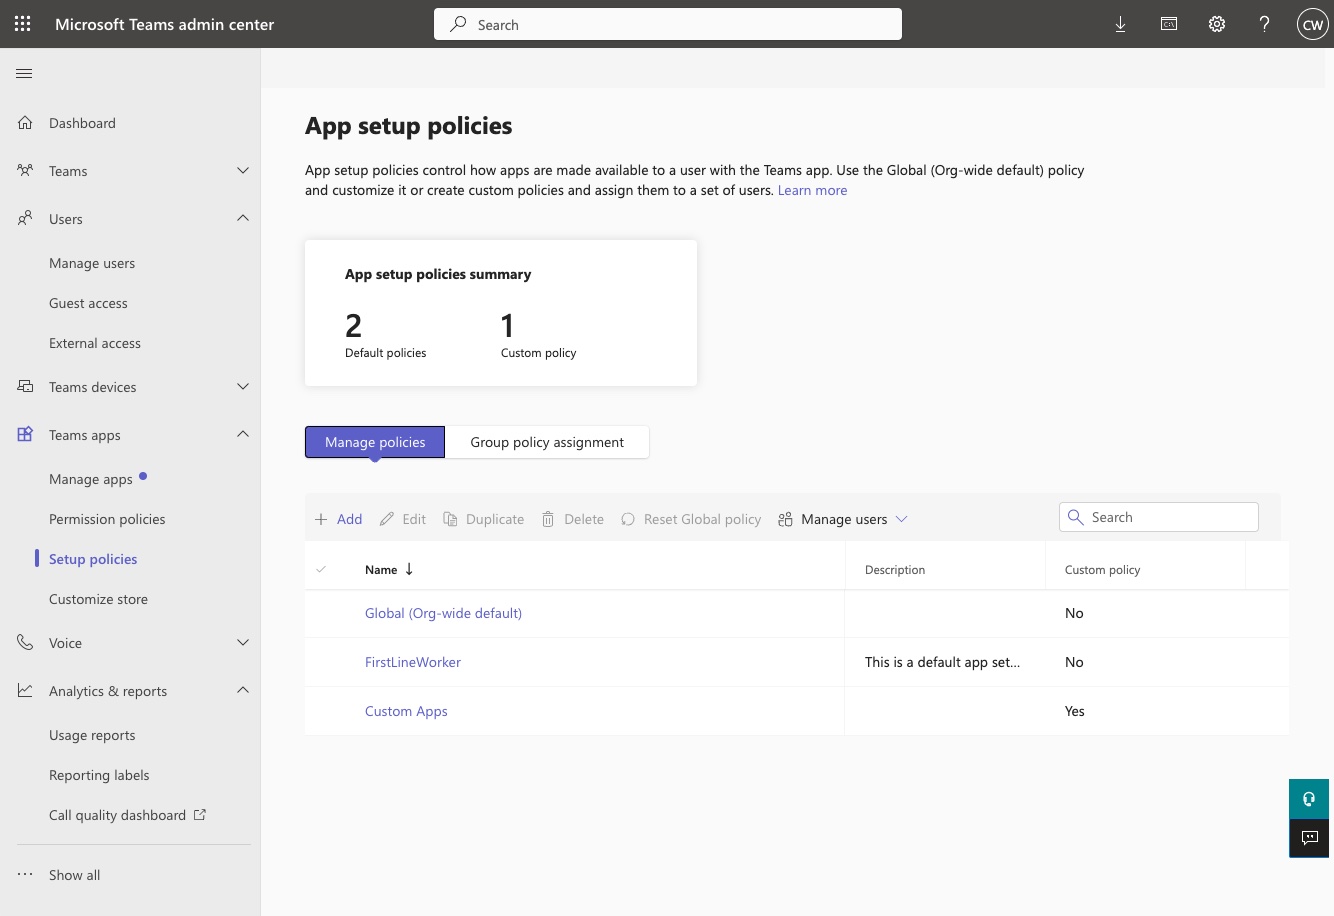 Microsoft Teams admin center
Search
CW
Dashboard
Teams
Users
Manage users
Guest access
External access
Teams devices
Teams apps
Manage apps
Permission policies
Setup policies
Customize store
Voice
Analytics & reports
Usage reports
Reporting labels
Call quality dashboard
Show all
App setup policies
App setup policies control how apps are made available to a user with the Teams app. Use the Global (Org-wide default) policy
and customize it or create custom policies and assign them to a set of users. Learn more
App setup policies summary
2 1
Default policies Custom policy
Manage policies Group policy assignment
Add Edit Duplicate Delete Reset Global policy Manage users Search
Name Description Custom policy
Global (Org-wide default) No
FirstLineWorker This is a default app set... No
Custom Apps Yes